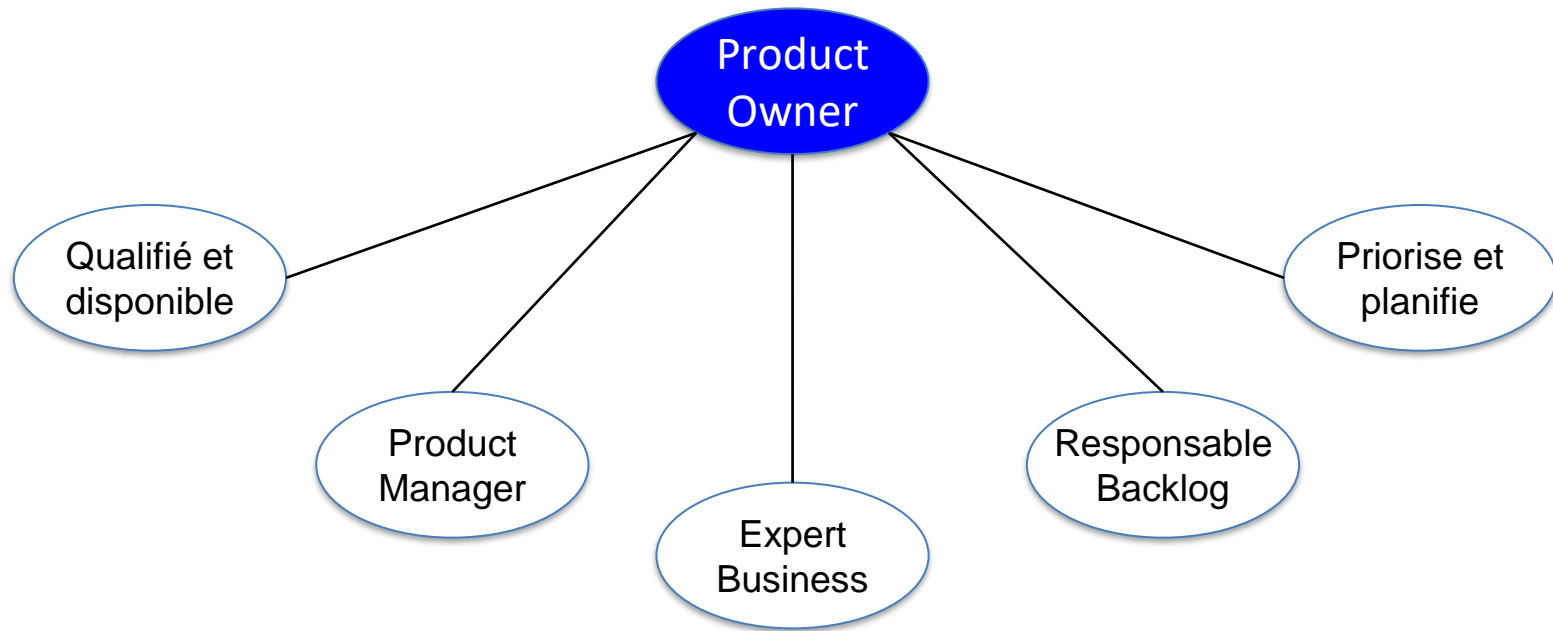 Product
Owner
Qualifié et
disponible
Product
Manager
Expert
Business
Responsable
Backlog
Priorise et
planifie